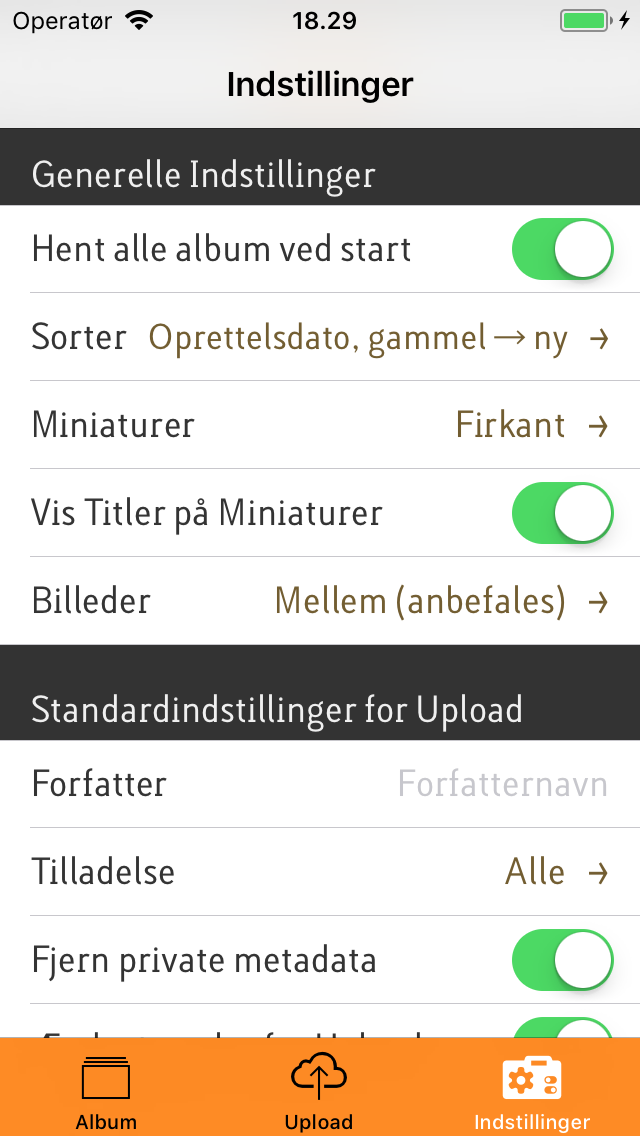 Operatør 18.29
Indstillinger
Generelle Indstillinger
Hent alle album ved start
Sorter Oprettelsdato, gammel → ny →
Miniaturer Firkant →
Vis Titler på Miniaturer
Billeder Mellem (anbefales) →
Standardindstillinger for Upload
Forfatter Forfatternavn
Tilladelse Alle →
Fjern private metadata
Album Upload Indstillinger